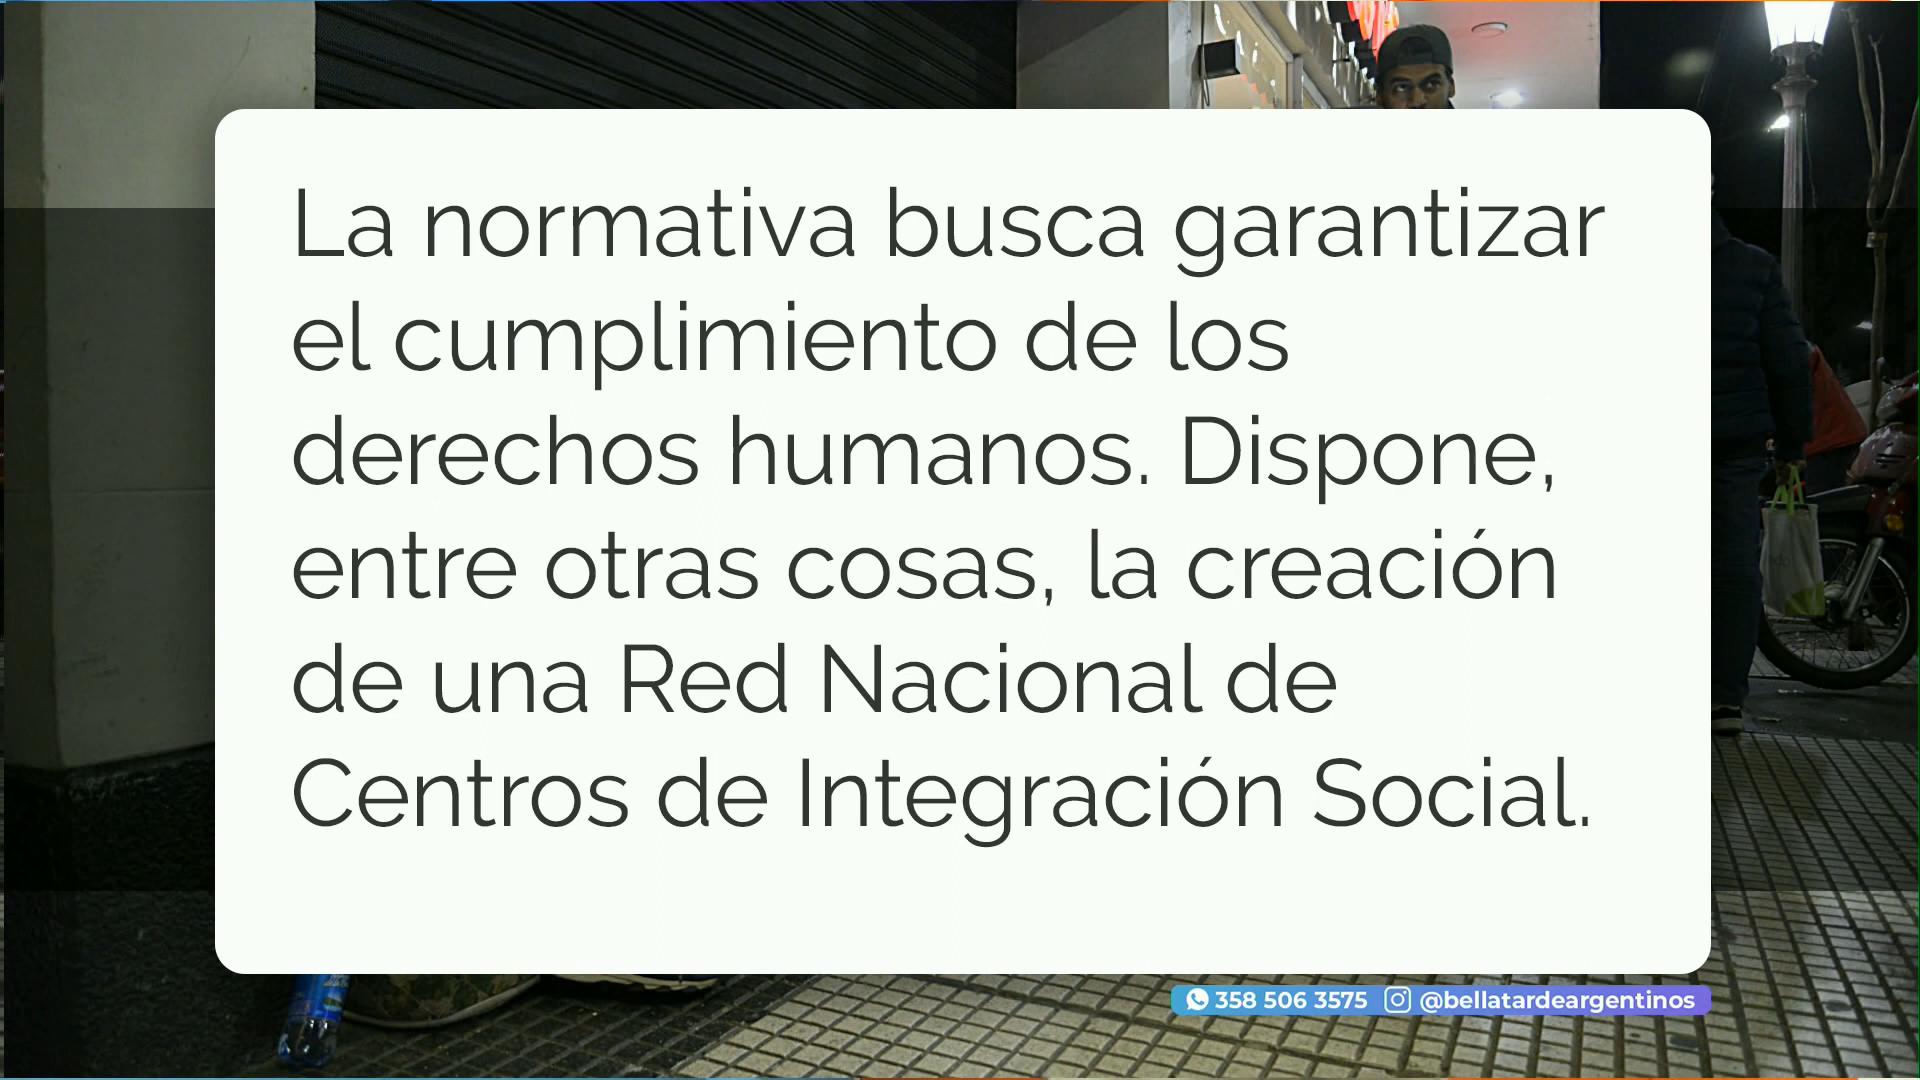 La normativa busca garantizar
el cumplimiento de los
derechos humanos. Dispone,
entre otras cosas, la creación
de una Red Nacional de
Centros de Integración Social.
358 506 3575 @bellatardeargentinos